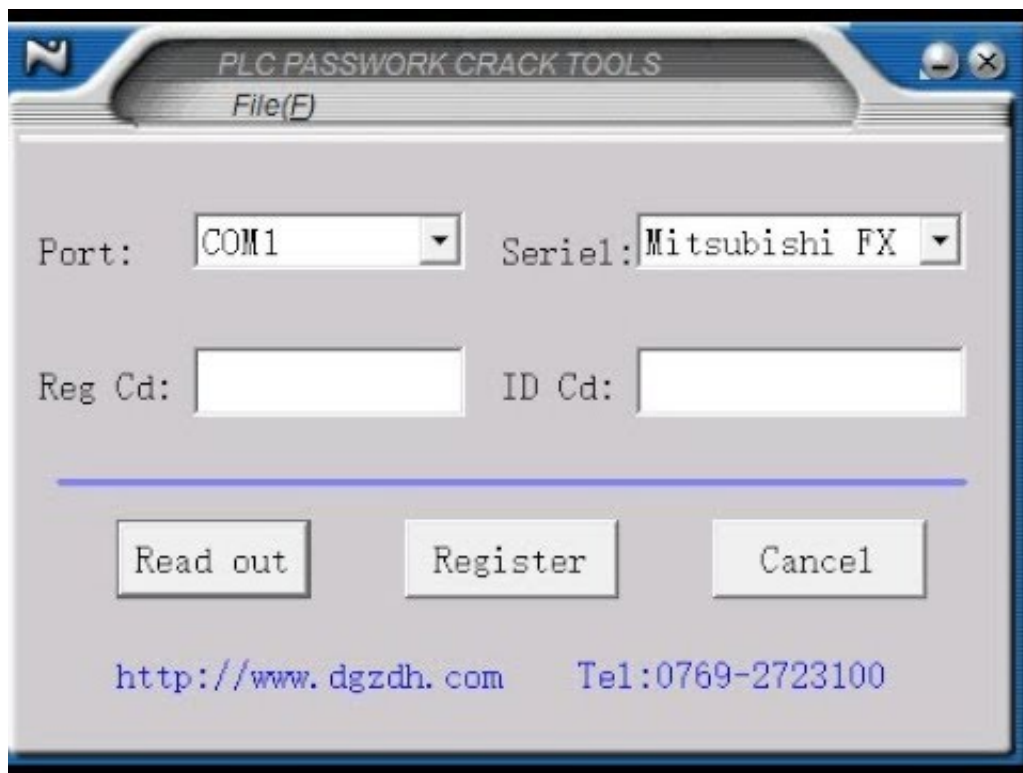 PLC PASSWORK CRACK TOOLS
File(F)
Port: COM1 Seriel: Mitsubishi FX
Reg Cd: ID Cd:
Read out Register Cancel
http://www.dgzdh.com Tel:0769-2723100